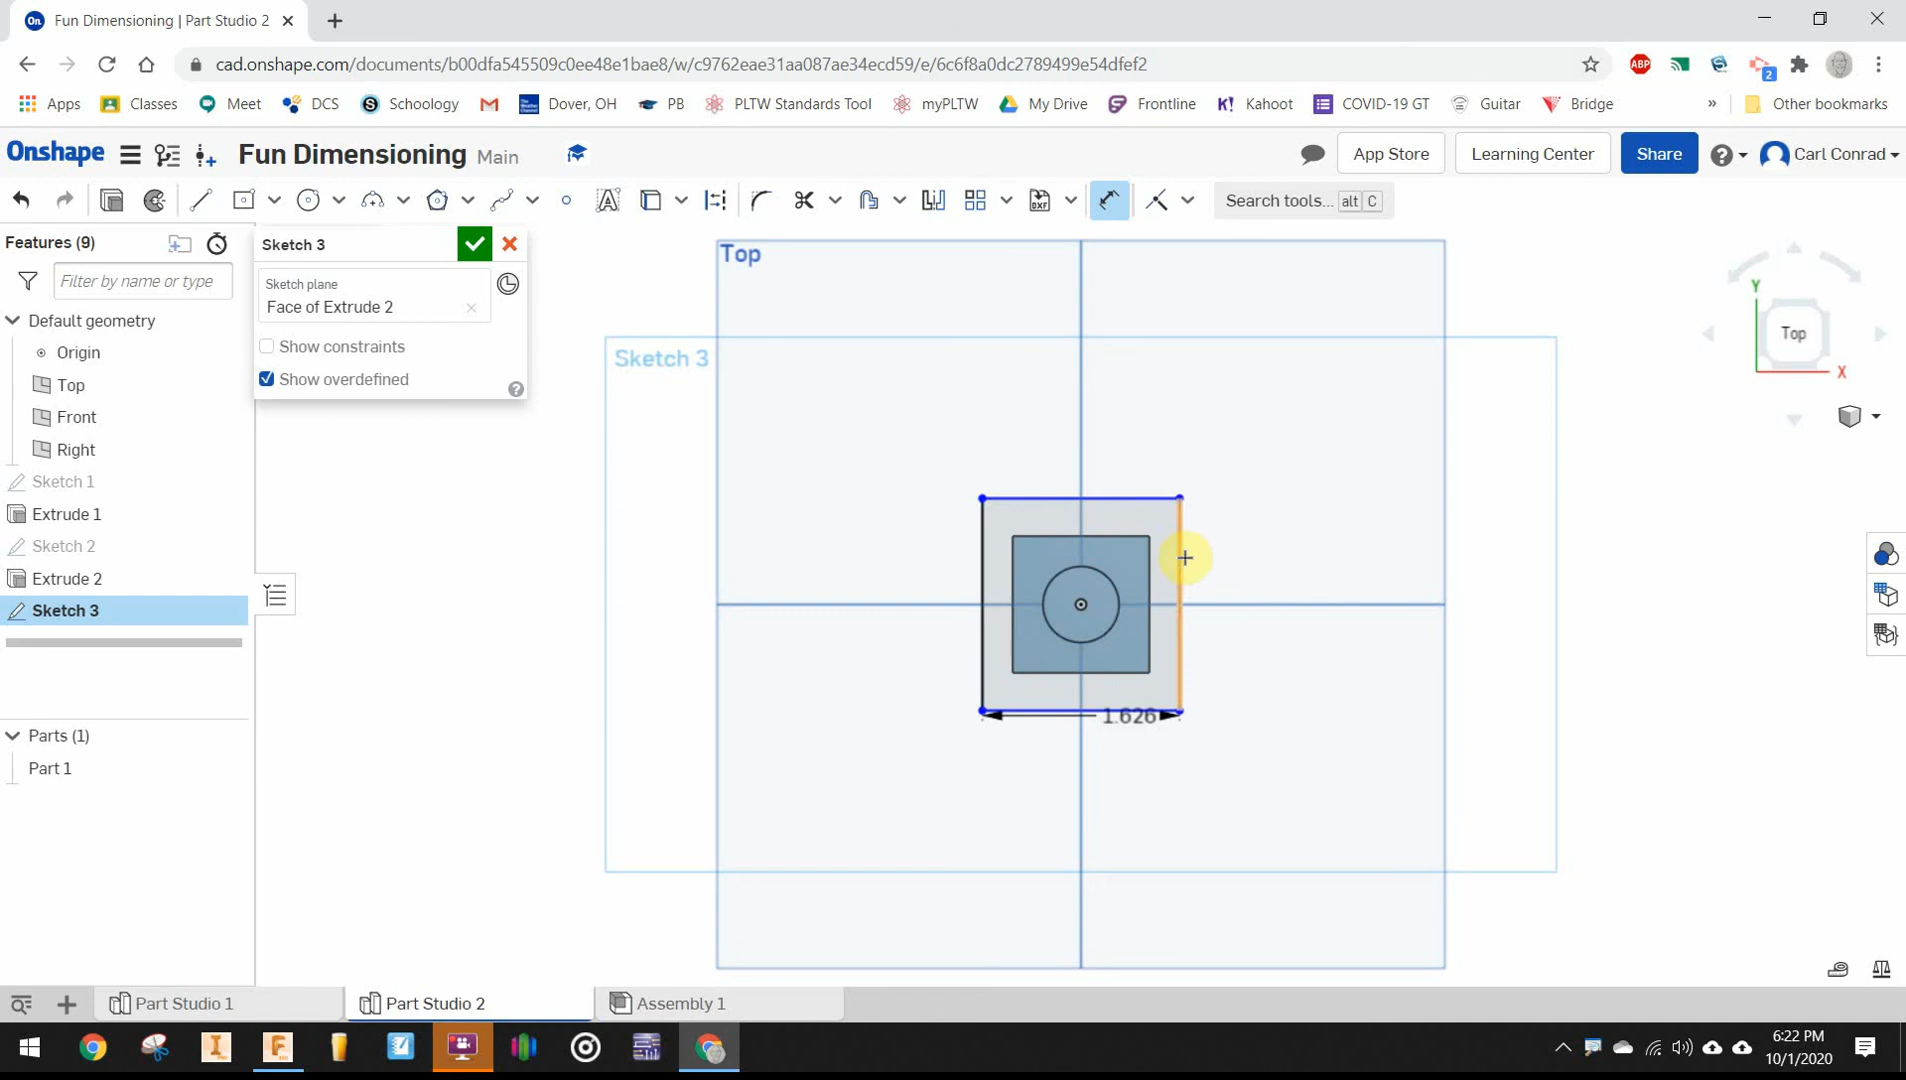 On Fun Dimensioning | Part Studio 2
cad.onshape.com/documents/b00dfa545509c0ee48e1bae8/w/c9762eae31aa087ae34ecd59/e/6c6f8a0dc2789499e54dfef2
ABP
2
Apps Classes Meet DCS Schoology Dover, OH PB PLTW Standards Tool myPLTW My Drive Frontline Kahoot COVID-19 GT Guitar Bridge » Other bookmarks
Onshape Fun Dimensioning Main App Store Learning Center Share Carl Conrad
DXF Search tools... alt C
Features (9)
Filter by name or type
Default geometry
Origin
Top
Front
Right
Sketch 1
Extrude 1
Sketch 2
Extrude 2
Sketch 3
Parts (1)
Part 1
Sketch 3
Sketch plane
Face of Extrude 2
Show constraints
Show overdefined
Top
Sketch 3
1.626
Y
Top
X
Part Studio 1 Part Studio 2 Assembly 1
6:22 PM
10/1/2020